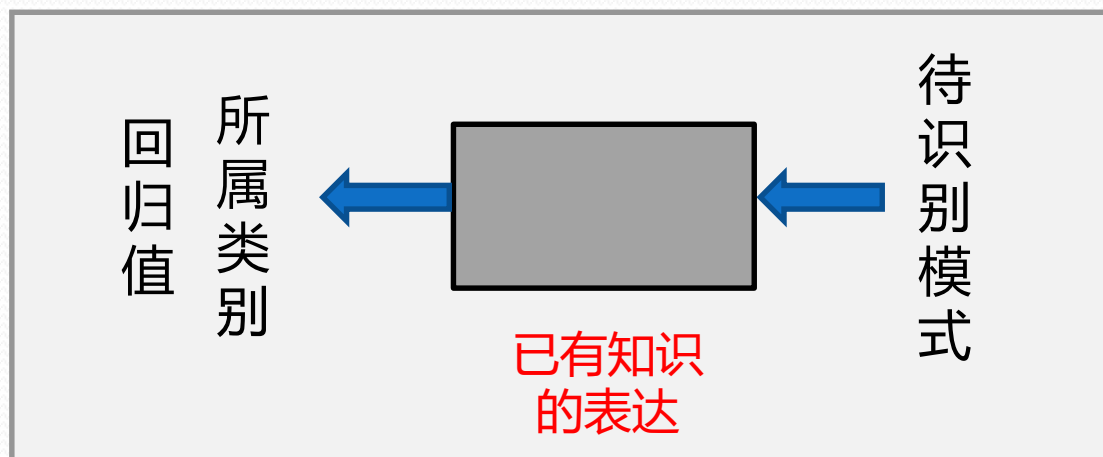 回归值
所属类别
已有知识
的表达
待识别模式